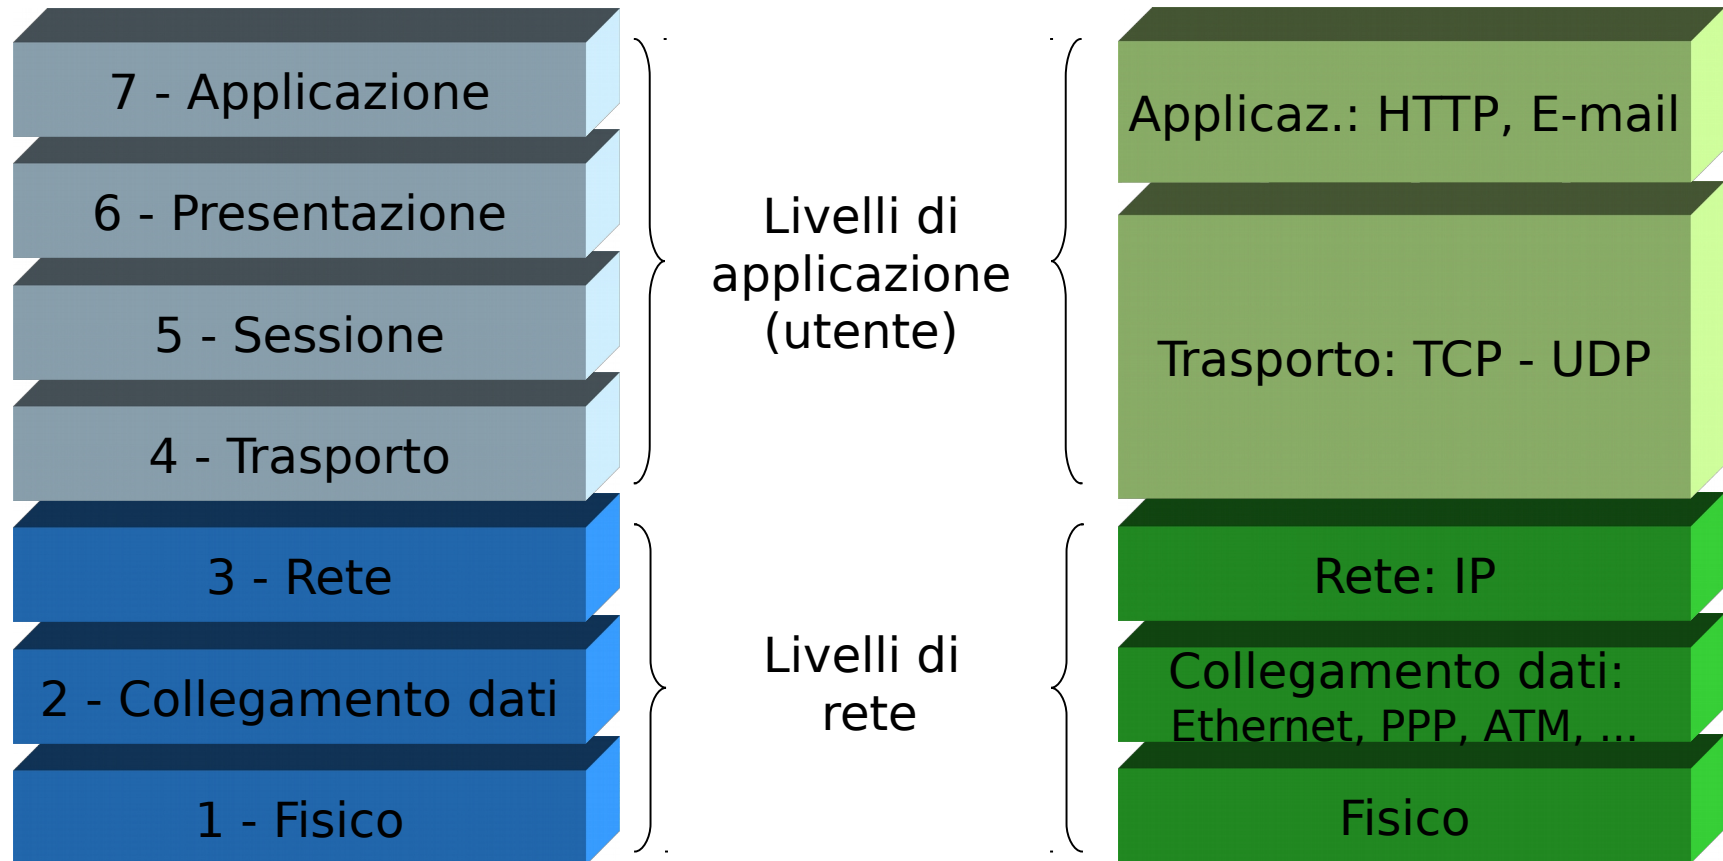 7 - Applicazione
6 - Presentazione
5 - Sessione
4 - Trasporto
3 - Rete
2 - Collegamento dati
1 - Fisico
Livelli di
applicazione
(utente)
Livelli di
rete
Applicaz.: HTTP, E-mail
Trasporto: TCP - UDP
Rete: IP
Collegamento dati:
Ethernet, PPP, ATM, ...
Fisico